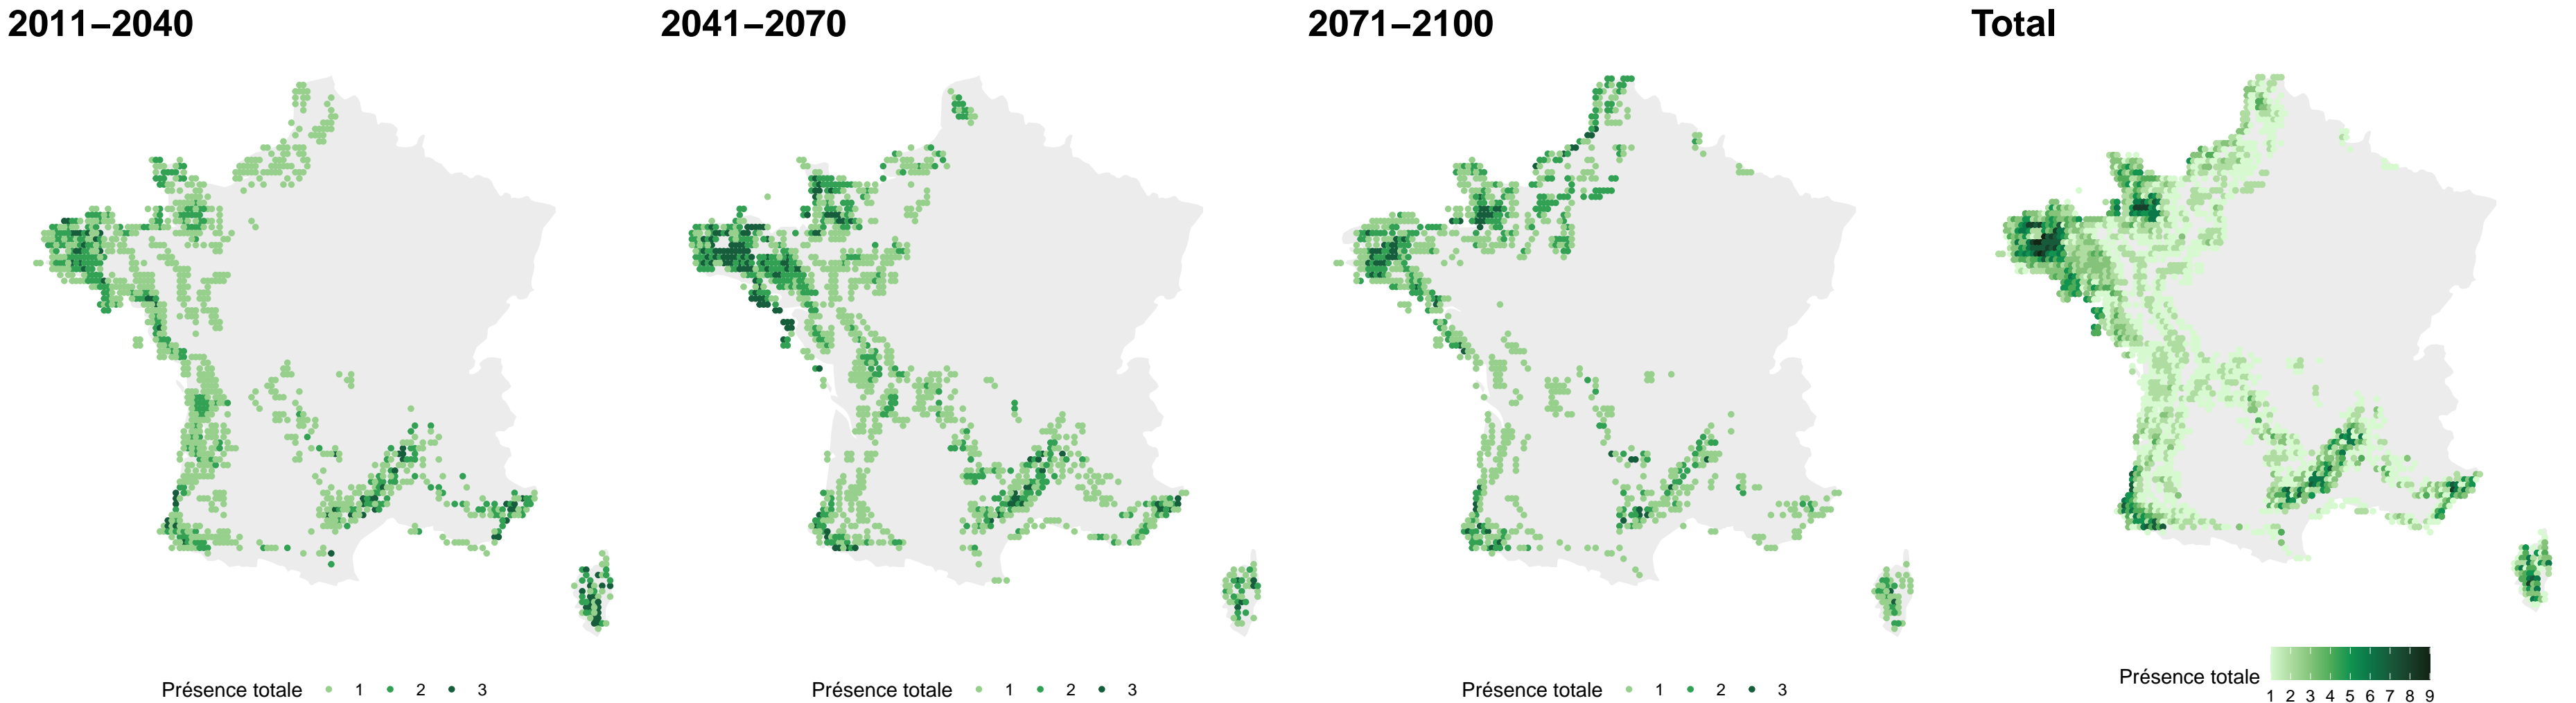 2011–2040
2041–2070
2071–2100
Total
Présence totale 1 2 3
Présence totale 1 2 3
Présence totale 1 2 3
Présence totale
1 2 3 4 5 6 7 8 9